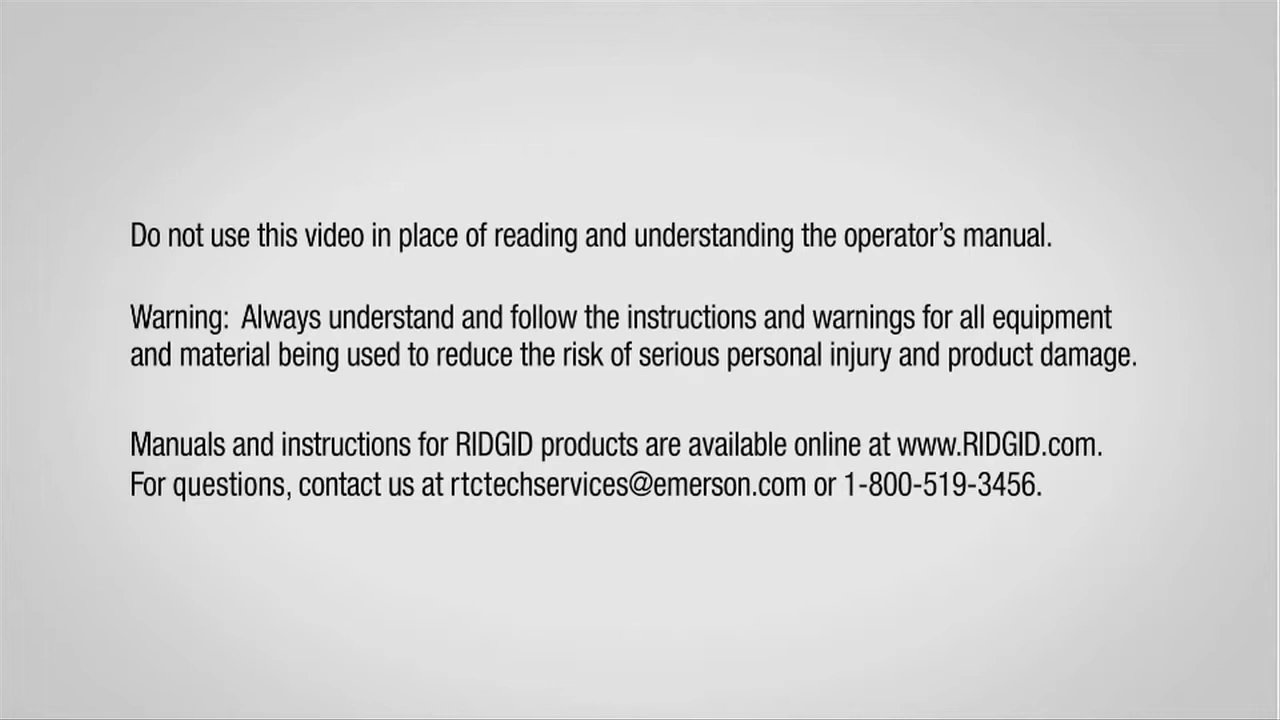 Do not use this video in place of reading and understanding the operator’s manual.
Warning:  Always understand and follow the instructions and warnings for all equipment
and material being used to reduce the risk of serious personal injury and product damage.
Manuals and instructions for RIDGID products are available online at www.RIDGID.com.
For questions, contact us at rtctechservices@emerson.com or 1-800-519-3456.